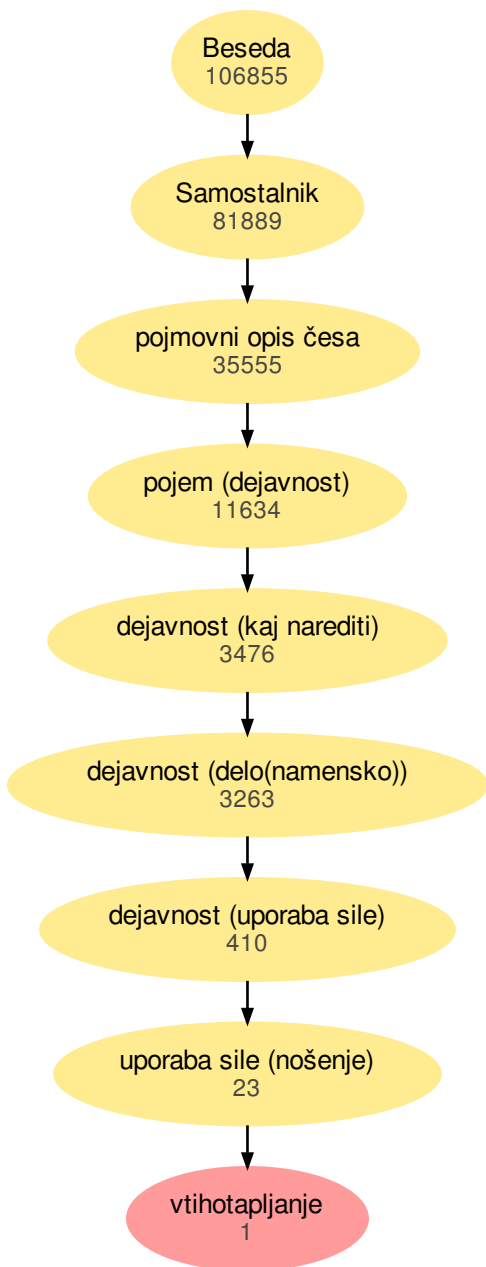 Beseda
106855
Samostalnik
81889
pojmovni opis česa
35555
pojem (dejavnost)
11634
dejavnost (kaj narediti)
3476
dejavnost (delo(namensko))
3263
dejavnost (uporaba sile)
410
uporaba sile (nošenje)
23
vtihotapljanje
1